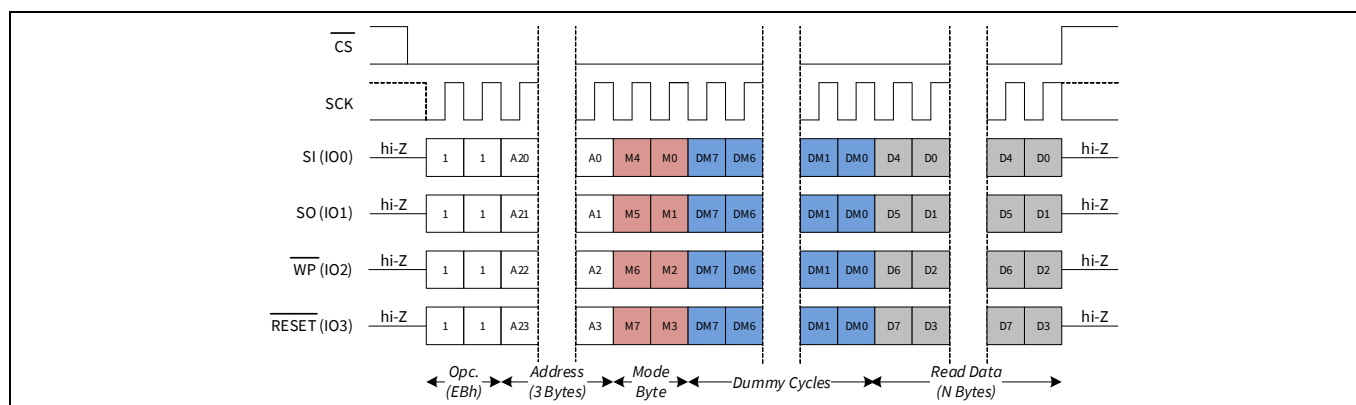 CS
SCK
SI (IO0) hi-Z 1 1 A20 A0 M4 M0 DM7 DM6 DM1 DM0 D4 D0 D4 D0 hi-Z
SO (IO1) hi-Z 1 1 A21 A1 M5 M1 DM7 DM6 DM1 DM0 D5 D1 D5 D1 hi-Z
WP (IO2) hi-Z 1 1 A22 A2 M6 M2 DM7 DM6 DM1 DM0 D6 D2 D6 D2 hi-Z
RESET (IO3) hi-Z 1 1 A23 A3 M7 M3 DM7 DM6 DM1 DM0 D7 D3 D7 D3 hi-Z
Opc. Address Mode Dummy Cycles Read Data
(EBh) (3 Bytes) Byte (N Bytes)